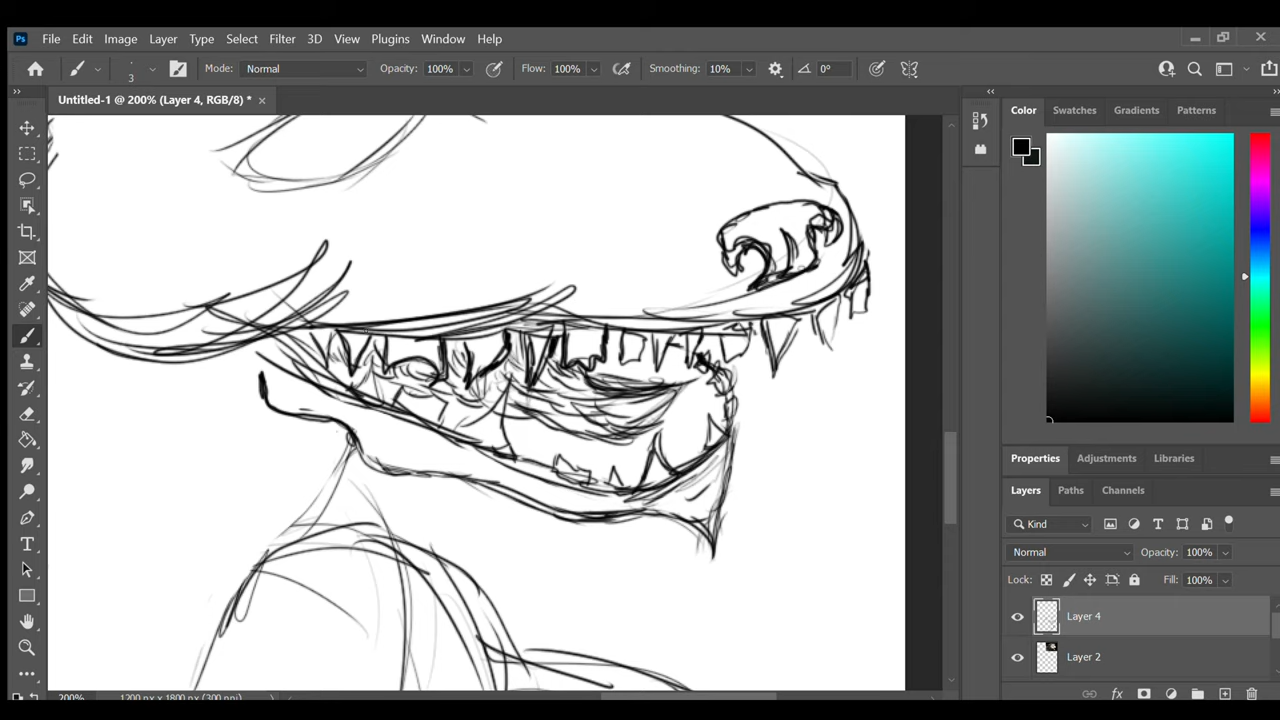 Ps File Edit Image Layer Type Select Filter 3D View Plugins Window Help
3 Mode: Normal Opacity: 100% Flow: 100% Smoothing: 10% 0°
Untitled-1 @ 200% (Layer 4, RGB/8) *
Color Swatches Gradients Patterns
Properties Adjustments Libraries
Layers Paths Channels
Kind
Normal Opacity: 100%
Lock: Fill: 100%
Layer 4
Layer 2
fx
200% 1200 px x 1800 px (300 ppi)